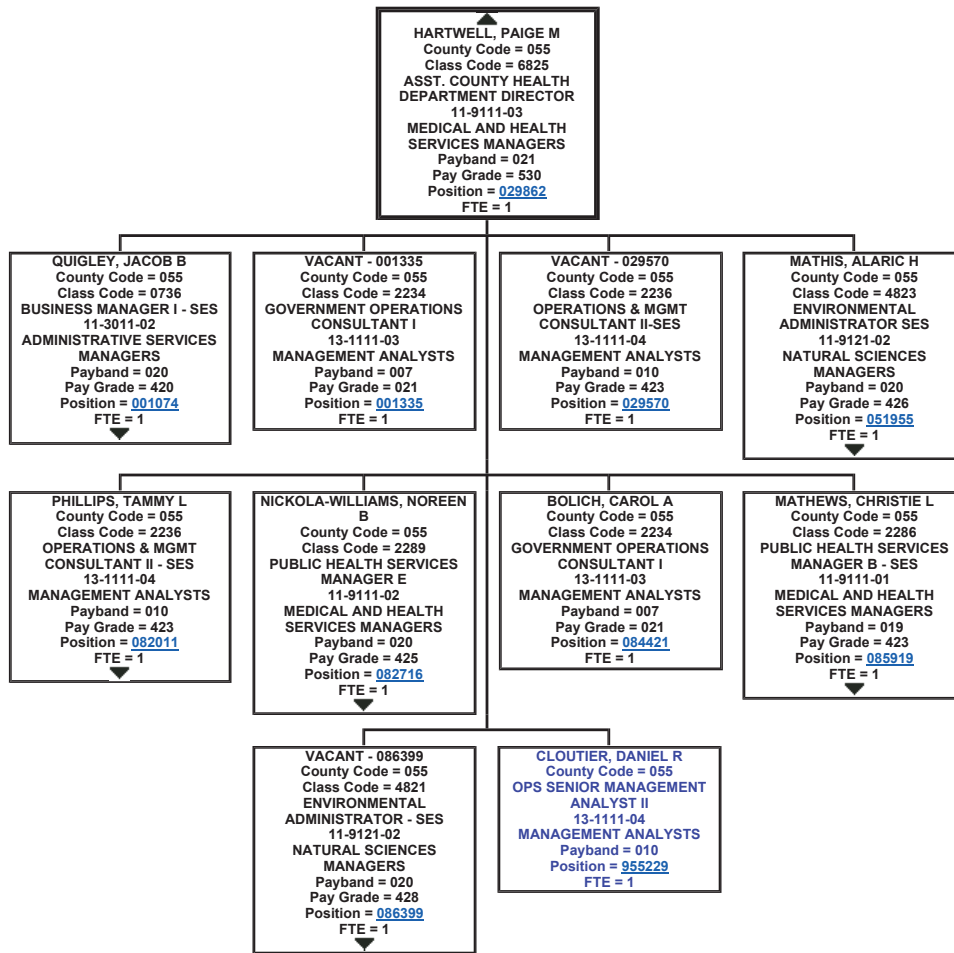 HARTWELL, PAIGE M
County Code = 055
Class Code = 6825
ASST. COUNTY HEALTH
DEPARTMENT DIRECTOR
11-9111-03
MEDICAL AND HEALTH
SERVICES MANAGERS
Payband = 021
Pay Grade = 530
Position = 029862
FTE = 1
QUIGLEY, JACOB B
County Code = 055
Class Code = 0736
BUSINESS MANAGER I - SES
11-3011-02
ADMINISTRATIVE SERVICES
MANAGERS
Payband = 020
Pay Grade = 420
Position = 001074
FTE = 1
VACANT - 001335
County Code = 055
Class Code = 2234
GOVERNMENT OPERATIONS
CONSULTANT I
13-1111-03
MANAGEMENT ANALYSTS
Payband = 007
Pay Grade = 021
Position = 001335
FTE = 1
VACANT - 029570
County Code = 055
Class Code = 2236
OPERATIONS & MGMT
CONSULTANT II-SES
13-1111-04
MANAGEMENT ANALYSTS
Payband = 010
Pay Grade = 423
Position = 029570
FTE = 1
MATHIS, ALARIC H
County Code = 055
Class Code = 4823
ENVIRONMENTAL
ADMINISTRATOR SES
11-9121-02
NATURAL SCIENCES
MANAGERS
Payband = 020
Pay Grade = 426
Position = 051955
FTE = 1
PHILLIPS, TAMMY L
County Code = 055
Class Code = 2236
OPERATIONS & MGMT
CONSULTANT II - SES
13-1111-04
MANAGEMENT ANALYSTS
Payband = 010
Pay Grade = 423
Position = 082011
FTE = 1
NICKOLA-WILLIAMS, NOREEN
B
County Code = 055
Class Code = 2289
PUBLIC HEALTH SERVICES
MANAGER E
11-9111-02
MEDICAL AND HEALTH
SERVICES MANAGERS
Payband = 020
Pay Grade = 425
Position = 082716
FTE = 1
BOLICH, CAROL A
County Code = 055
Class Code = 2234
GOVERNMENT OPERATIONS
CONSULTANT I
13-1111-03
MANAGEMENT ANALYSTS
Payband = 007
Pay Grade = 021
Position = 084421
FTE = 1
MATHEWS, CHRISTIE L
County Code = 055
Class Code = 2286
PUBLIC HEALTH SERVICES
MANAGER B - SES
11-9111-01
MEDICAL AND HEALTH
SERVICES MANAGERS
Payband = 019
Pay Grade = 423
Position = 085919
FTE = 1
VACANT - 086399
County Code = 055
Class Code = 4821
ENVIRONMENTAL
ADMINISTRATOR - SES
11-9121-02
NATURAL SCIENCES
MANAGERS
Payband = 020
Pay Grade = 428
Position = 086399
FTE = 1
CLOUTIER, DANIEL R
County Code = 055
OPS SENIOR MANAGEMENT
ANALYST II
13-1111-04
MANAGEMENT ANALYSTS
Payband = 010
Position = 955229
FTE = 1